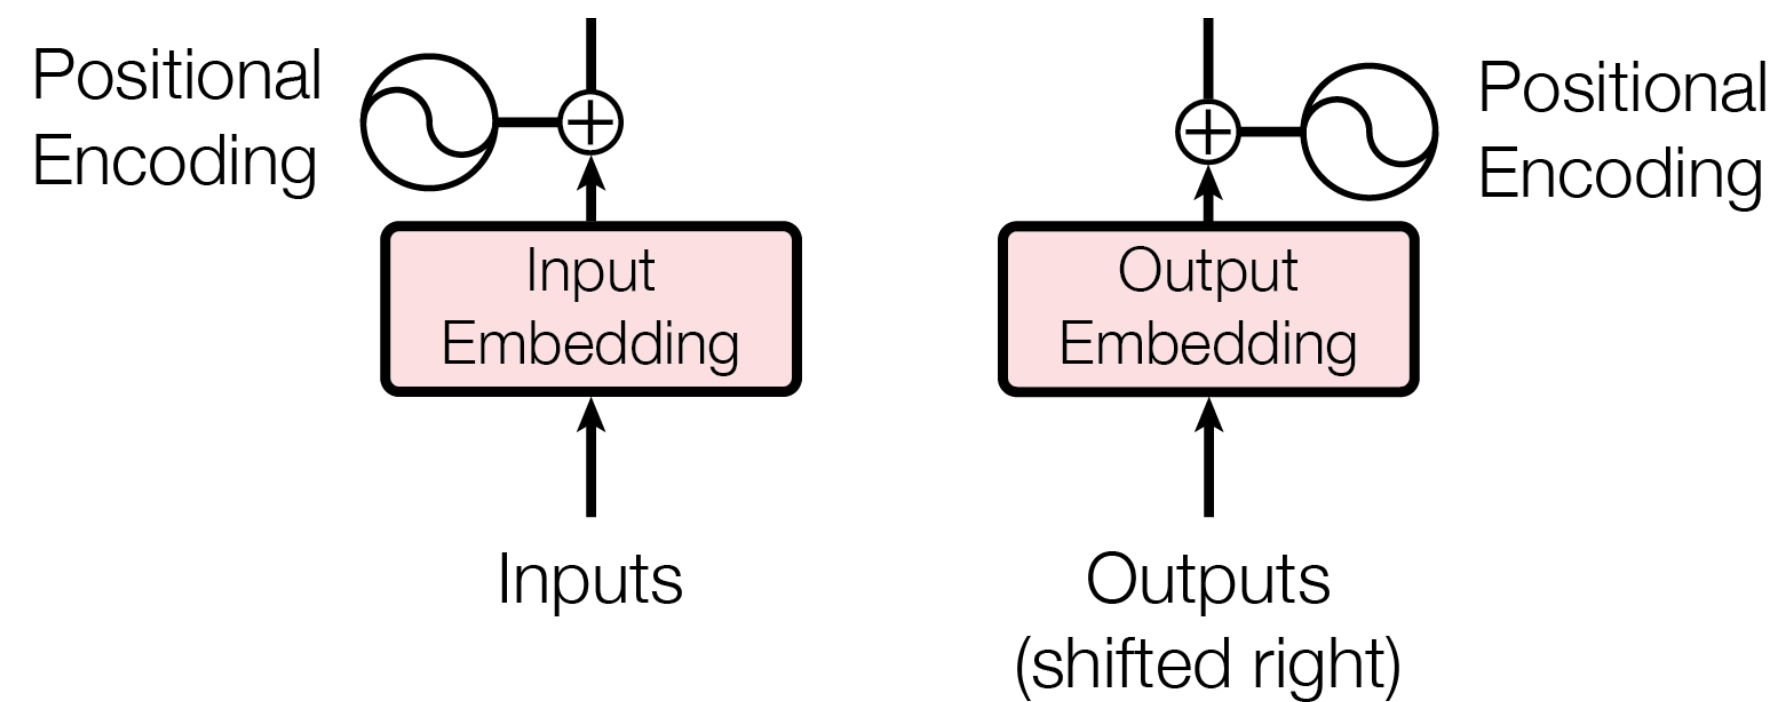 Positional
Encoding
Input
Embedding
Inputs
Positional
Encoding
Output
Embedding
Outputs
(shifted right)